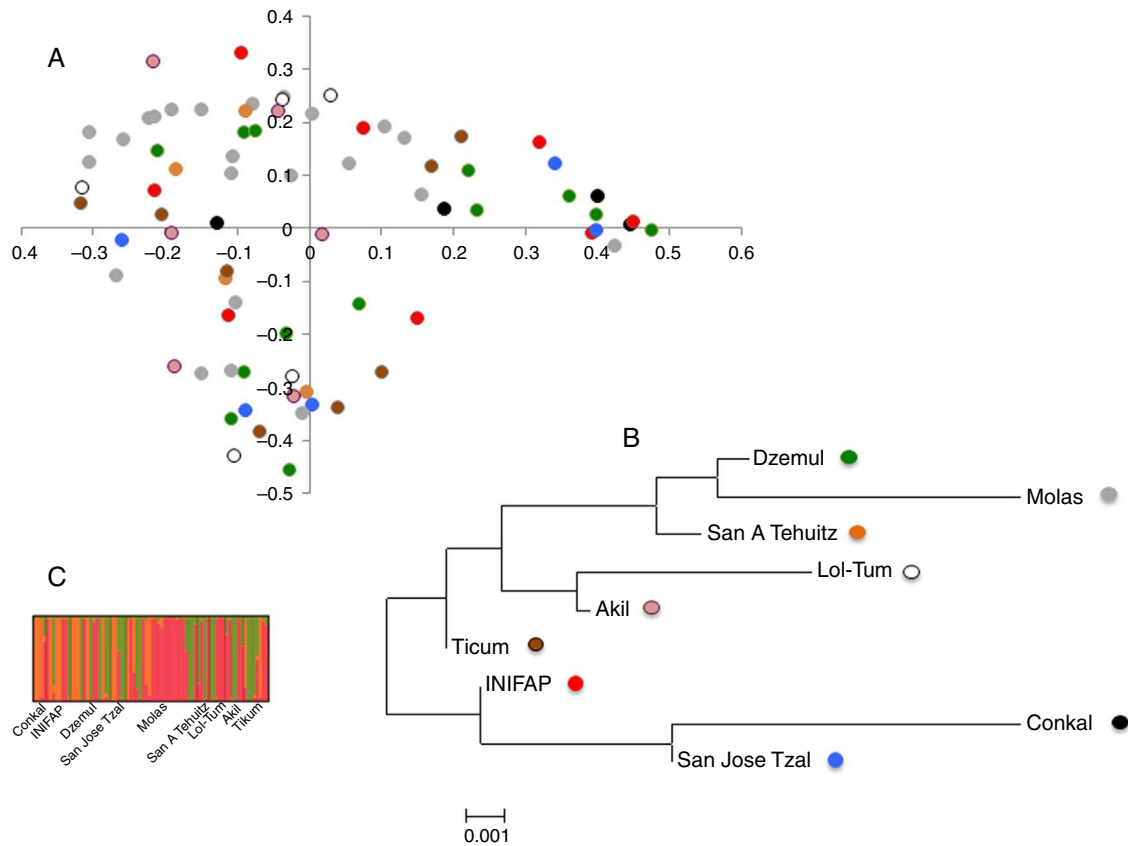 A
0.4
0.3
0.2
0.1
0
0.4
–0.3
–0.2
–0.1
0
0.1
0.2
0.3
0.4
0.5
0.6
–0.1
–0.2
–0.3
–0.4
–0.5
B
Dzemul
Molas
San A Tehuitz
Lol-Tum
Akil
Ticum
INIFAP
Conkal
San Jose Tzal
0.001
C
Conkal
INIFAP
Dzemul
San Jose Tzal
Molas
San A Tehuitz
Lol-Tum
Akil
Tikum